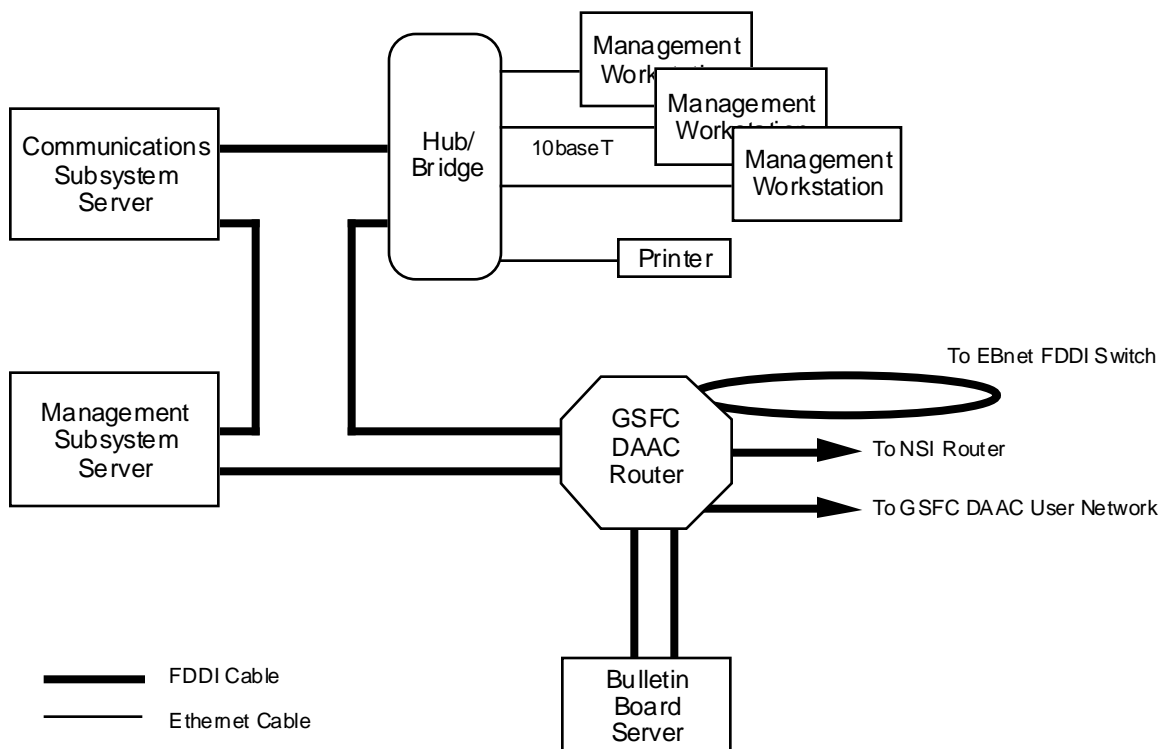 Management
Workstation
Management
Workstation
Management
Workstation
Communications
Subsystem
Server
Hub/
Bridge
10baseT
Printer
To EBnet FDDI Switch
Management
Subsystem
Server
GSFC
DAAC
Router
To NSI Router
To GSFC DAAC User Network
FDDI Cable
Ethernet Cable
Bulletin
Board
Server